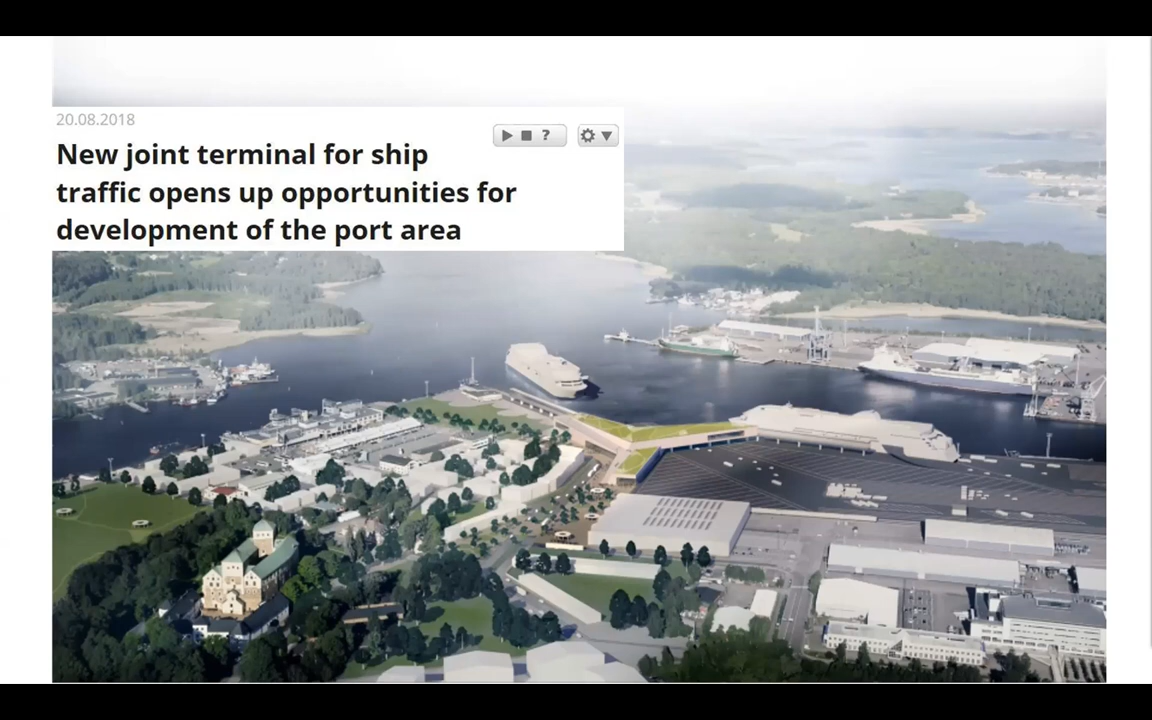 20.08.2018
?
New joint terminal for ship
traffic opens up opportunities for
development of the port area